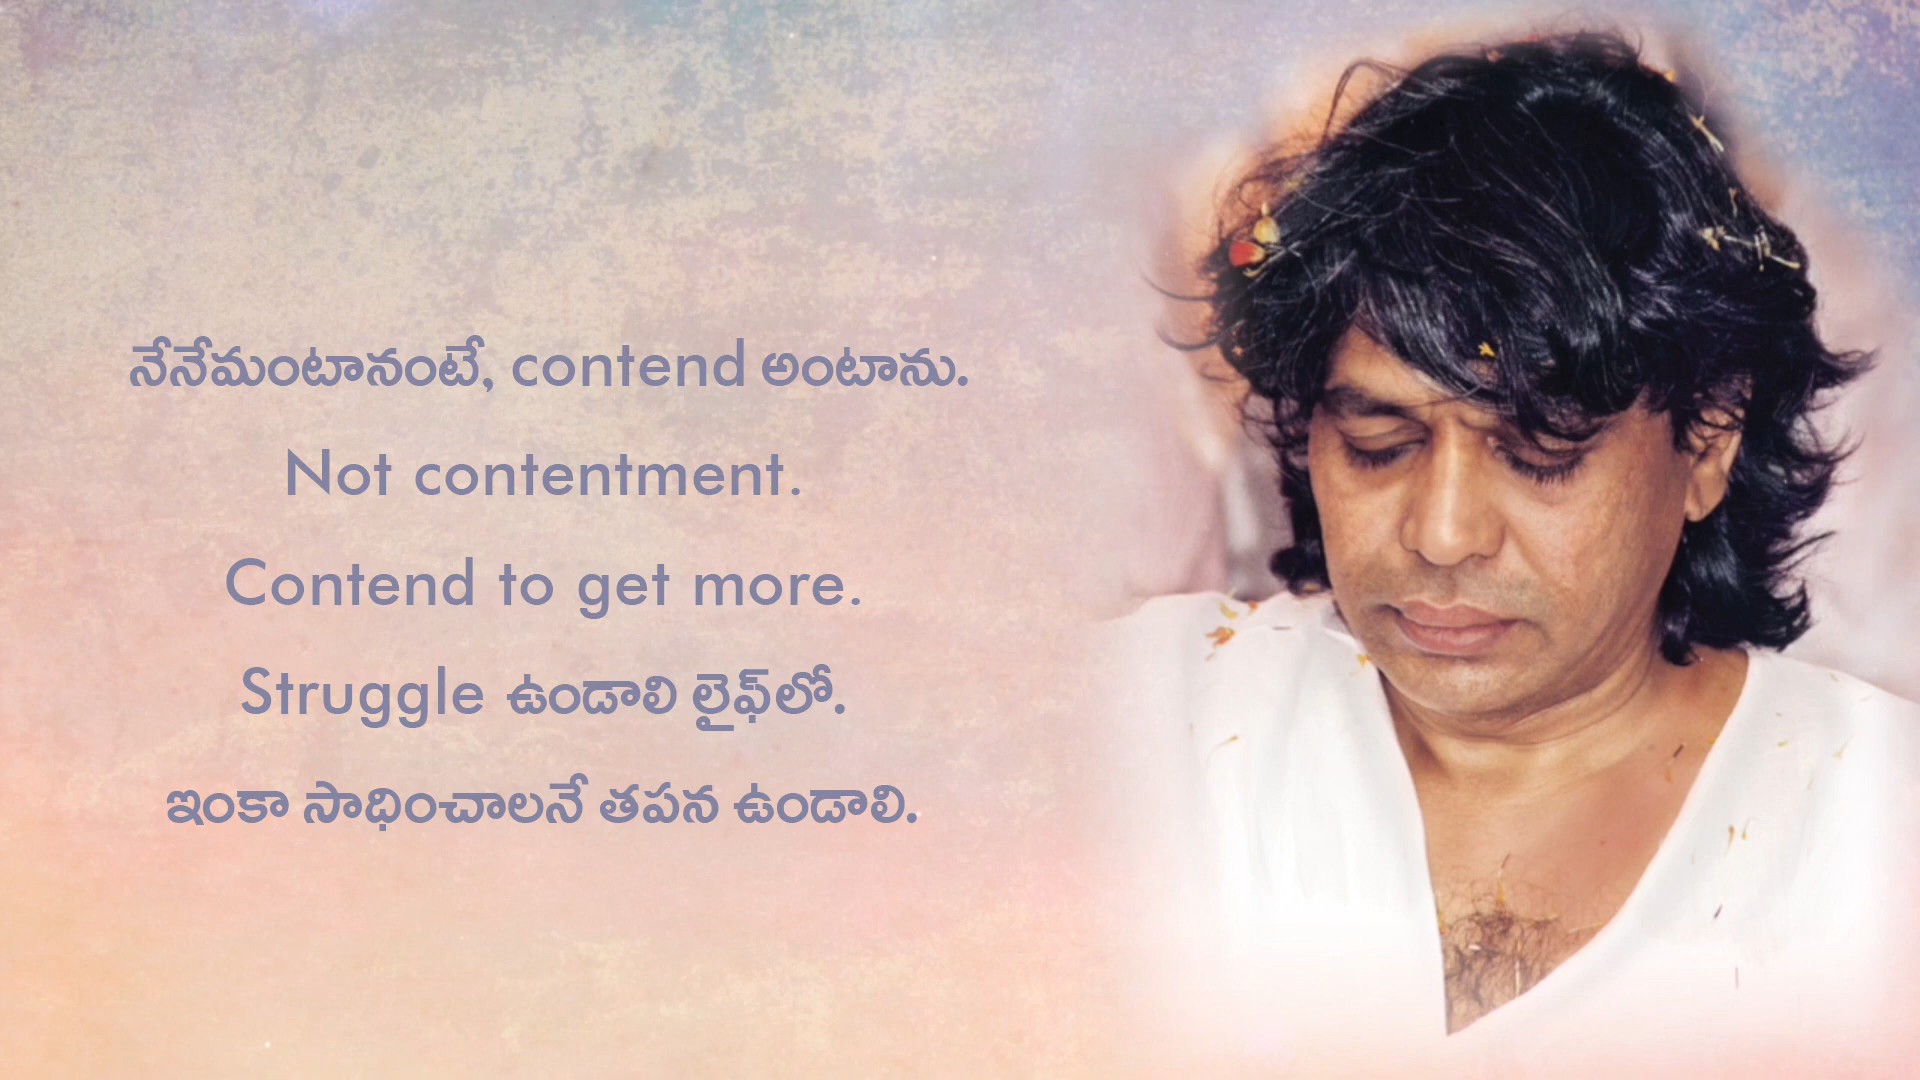 నేనేమంటానంటే, contend అంటాను.
Not contentment.
Contend to get more.
Struggle ఉండాలి లైఫ్‌లో.
ఇంకా సాధించాలనే తపన ఉండాలి.